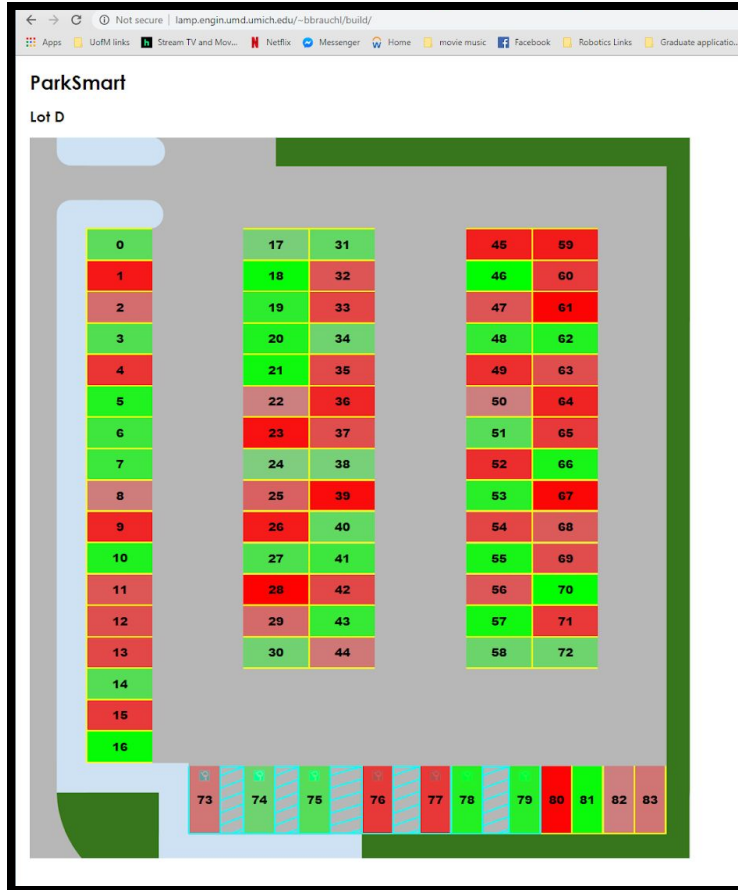 Not secure | lamp.engin.umd.umich.edu/~bbrauchl/build/
Apps UofM links h Stream TV and Mov... N Netflix Messenger W Home movie music Facebook Robotics Links Graduate applicatio...
ParkSmart
Lot D
0 17 31 45 59
1 18 32 46 60
2 19 33 47 61
3 20 34 48 62
4 21 35 49 63
5 22 36 50 64
6 23 37 51 65
7 24 38 52 66
8 25 39 53 67
9 26 40 54 68
10 27 41 55 69
11 28 42 56 70
12 29 43 57 71
13 30 44 58 72
14
15
16
73 74 75 76 77 78 79 80 81 82 83